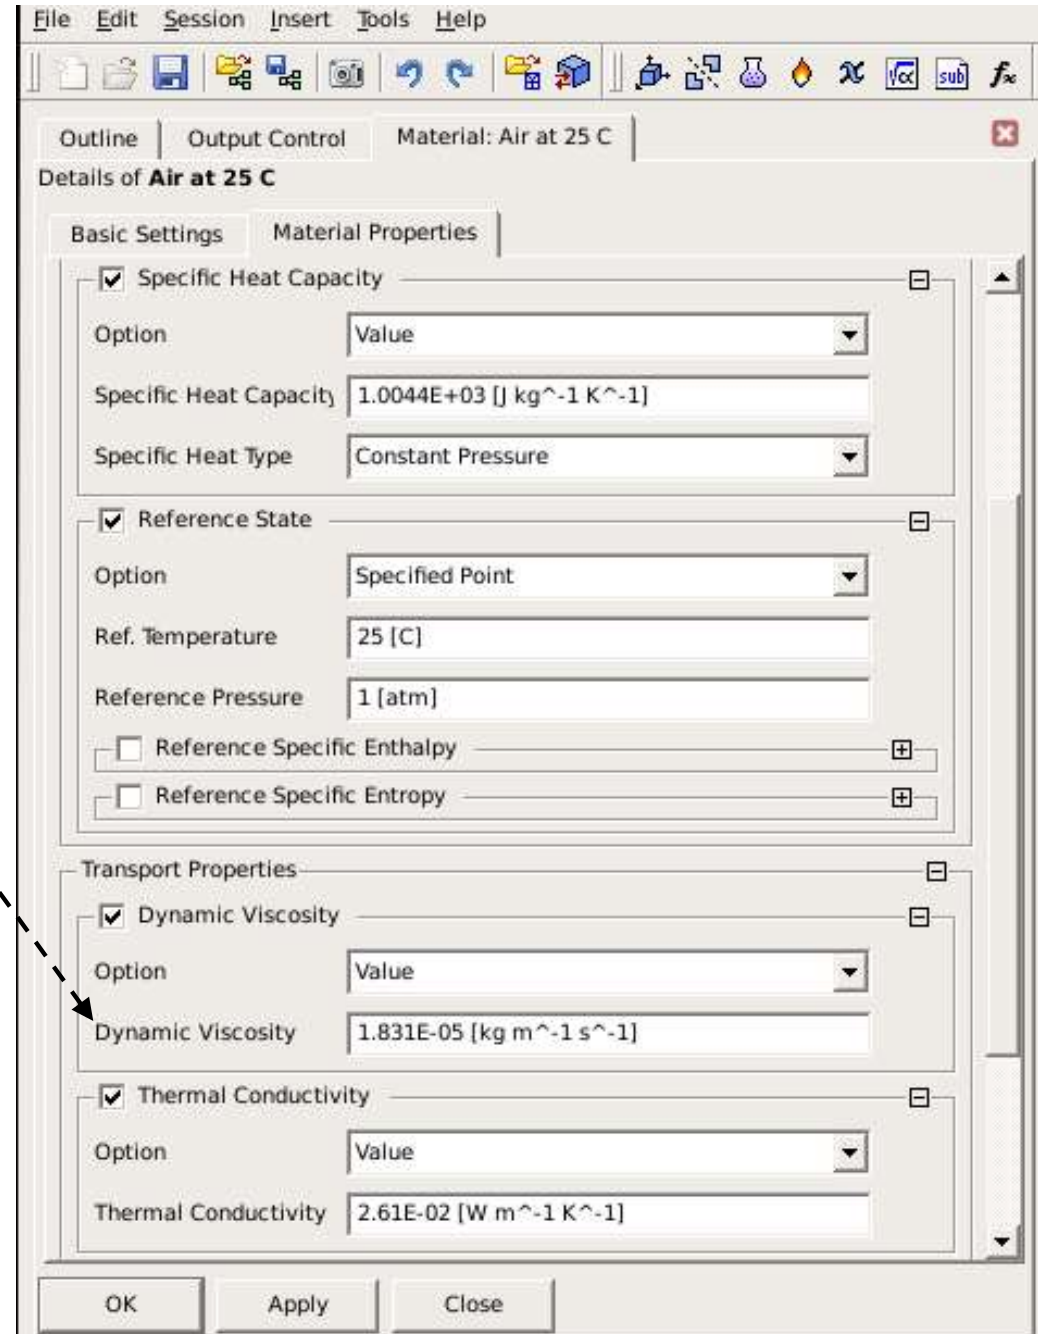 File Edit Session Insert Tools Help
x √α sub fx
Outline Output Control Material: Air at 25 C
Details of Air at 25 C
Basic Settings Material Properties
Specific Heat Capacity
Option Value
Specific Heat Capacity 1.0044E+03 [J kg^-1 K^-1]
Specific Heat Type Constant Pressure
Reference State
Option Specified Point
Ref. Temperature 25 [C]
Reference Pressure 1 [atm]
Reference Specific Enthalpy
Reference Specific Entropy
Transport Properties
Dynamic Viscosity
Option Value
Dynamic Viscosity 1.831E-05 [kg m^-1 s^-1]
Thermal Conductivity
Option Value
Thermal Conductivity 2.61E-02 [W m^-1 K^-1]
OK Apply Close